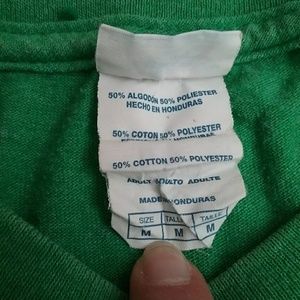 50% ALGODON 50% POLIESTER
HECHO EN HONDURAS
50% COTON 50% POLYESTER
50% COTTON 50% POLYESTER
ADULT ADULTO ADULTE
MADE HONDURAS
SIZE TALLA TAILLE
M M M